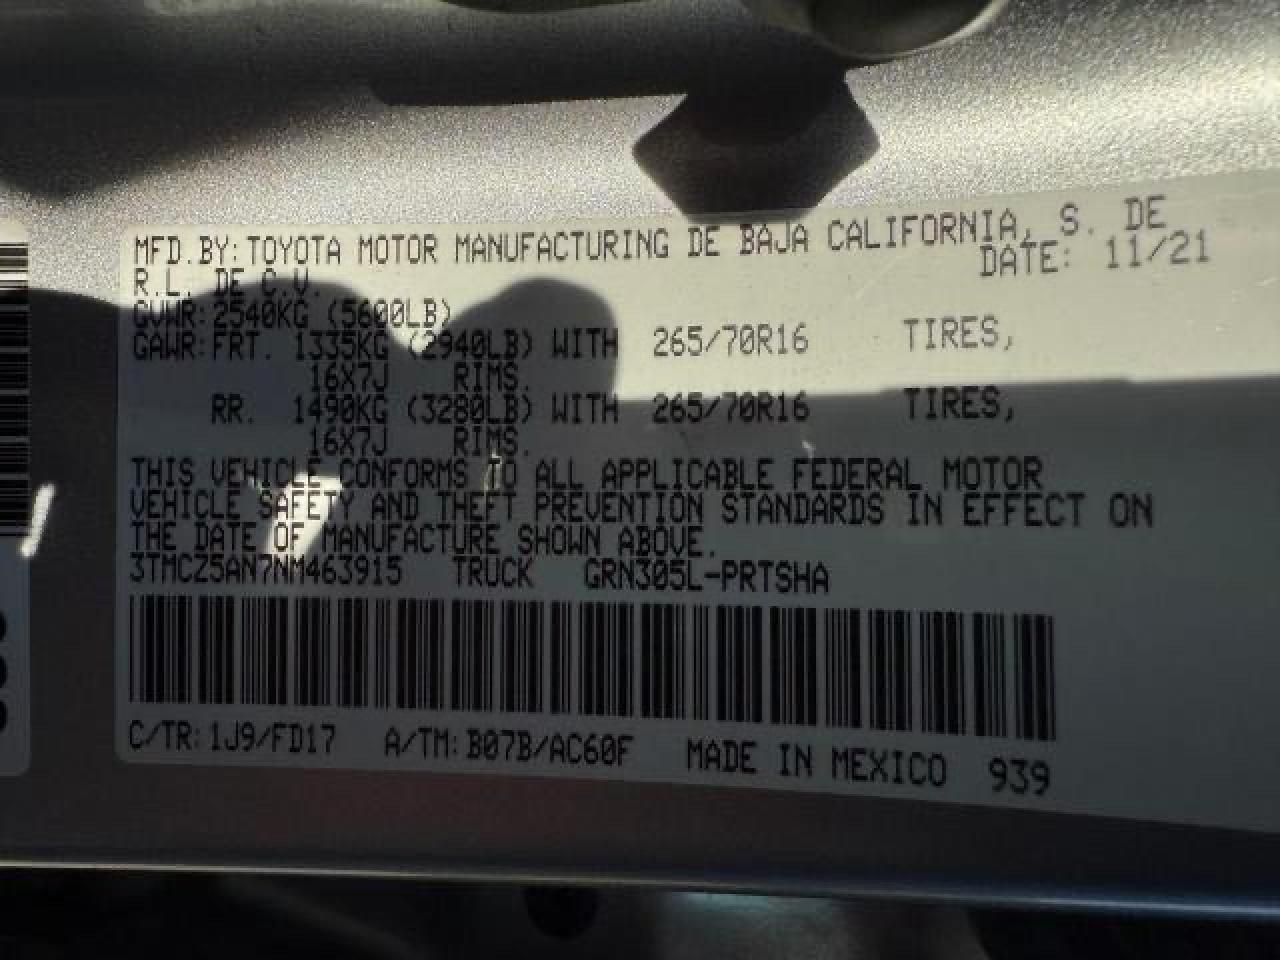 MFD.BY:TOYOTA MOTOR MANUFACTURING DE BAJA CALIFORNIA, S. DE
R.L. DE C.V. DATE: 11/21
GVWR:2540KG (5600LB)
GAWR:FRT. 1335KG (2940LB) WITH 265/70R16 TIRES,
16X7J RIMS.
RR. 1490KG (3280LB) WITH 265/70R16 TIRES,
16X7J RIMS.
THIS VEHICLE CONFORMS TO ALL APPLICABLE FEDERAL MOTOR
VEHICLE SAFETY AND THEFT PREVENTION STANDARDS IN EFFECT ON
THE DATE OF MANUFACTURE SHOWN ABOVE.
3TMCZ5AN7NM463915 TRUCK GRN305L-PRTSHA
C/TR:1J9/FD17 A/TM:B07B/AC60F MADE IN MEXICO 939